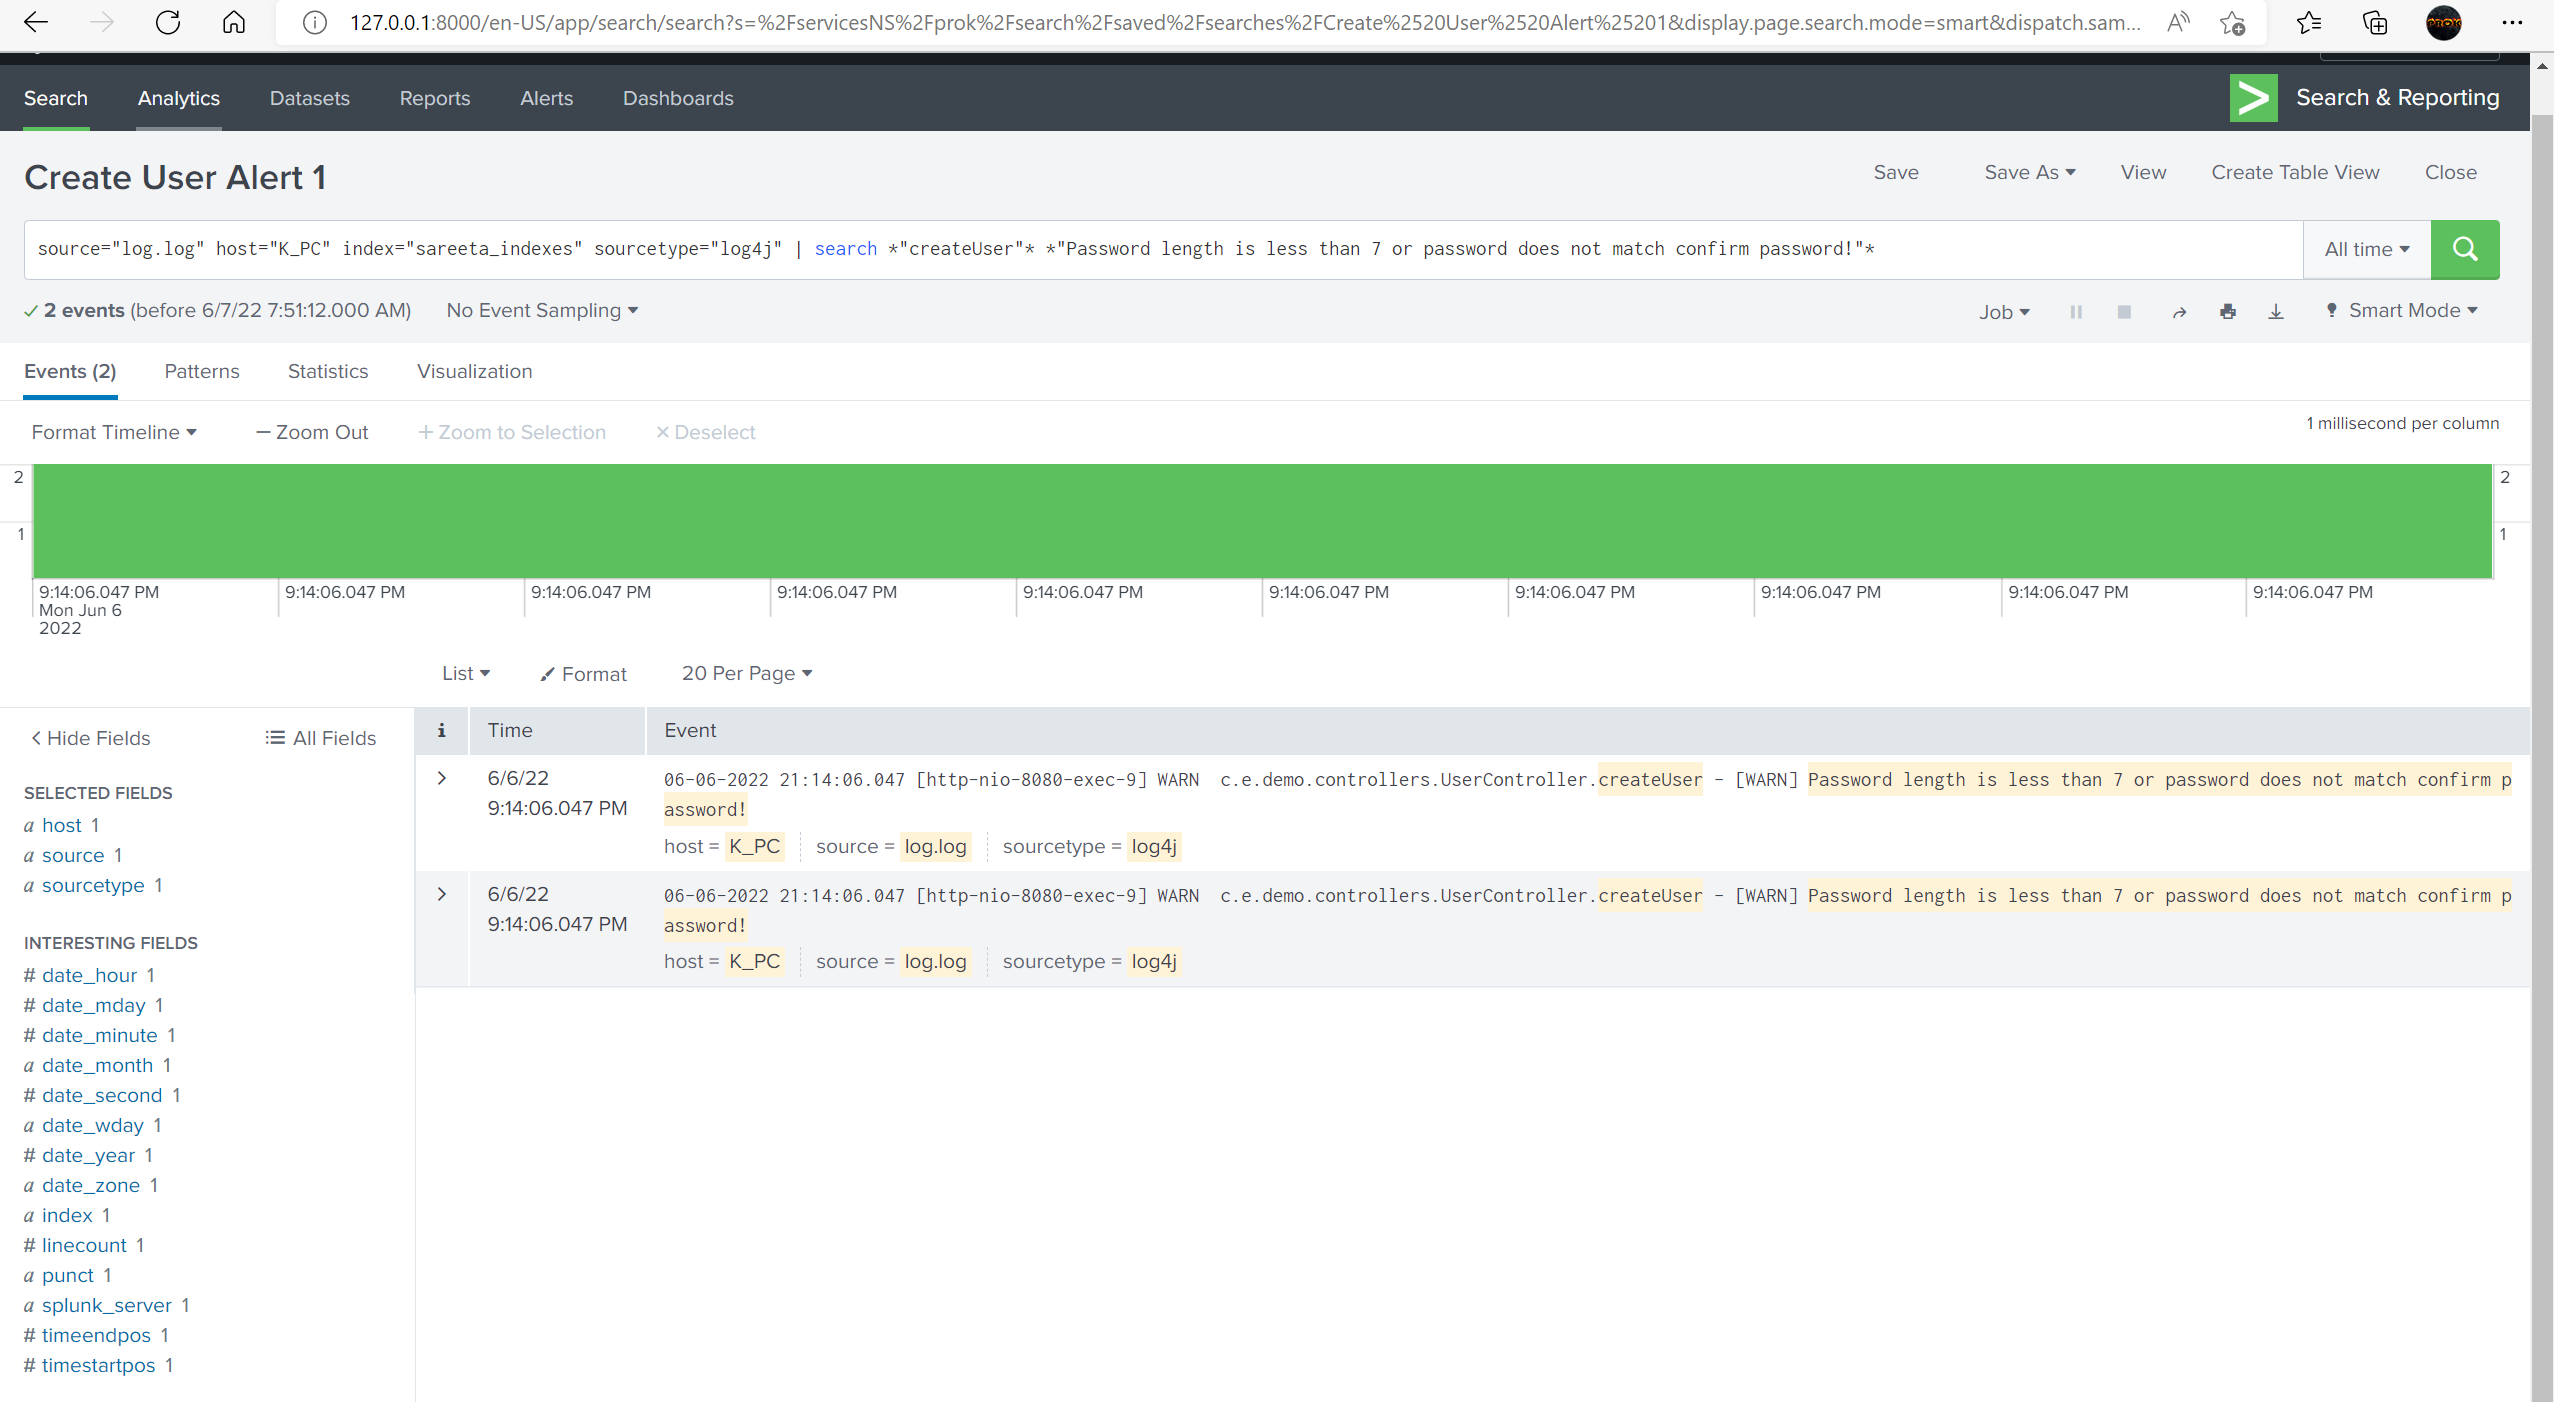 127.0.0.1:8000/en-US/app/search/search?s=%2FservicesNS%2Fprok%2Fsearch%2Fsaved%2Fsearches%2FCreate%2520User%2520Alert%25201&display.page.search.mode=smart&dispatch.sam...
Search Analytics Datasets Reports Alerts Dashboards Search & Reporting
Create User Alert 1 Save Save As View Create Table View Close
source="log.log" host="K_PC" index="sareeta_indexes" sourcetype="log4j" | search *"createUser"* *"Password length is less than 7 or password does not match confirm password!"* All time
2 events (before 6/7/22 7:51:12.000 AM) No Event Sampling Job Smart Mode
Events (2) Patterns Statistics Visualization
Format Timeline — Zoom Out + Zoom to Selection × Deselect 1 millisecond per column
2 2
1 1
9:14:06.047 PM 9:14:06.047 PM 9:14:06.047 PM 9:14:06.047 PM 9:14:06.047 PM 9:14:06.047 PM 9:14:06.047 PM 9:14:06.047 PM 9:14:06.047 PM 9:14:06.047 PM
Mon Jun 6
2022
List Format 20 Per Page
Hide Fields All Fields
SELECTED FIELDS
a host 1
a source 1
a sourcetype 1
INTERESTING FIELDS
# date_hour 1
# date_mday 1
# date_minute 1
a date_month 1
# date_second 1
a date_wday 1
# date_year 1
a date_zone 1
a index 1
# linecount 1
a punct 1
a splunk_server 1
# timeendpos 1
# timestartpos 1
i Time Event
6/6/22
9:14:06.047 PM
06-06-2022 21:14:06.047 [http-nio-8080-exec-9] WARN c.e.demo.controllers.UserController.createUser - [WARN] Password length is less than 7 or password does not match confirm p
assword!
host = K_PC source = log.log sourcetype = log4j
6/6/22
9:14:06.047 PM
06-06-2022 21:14:06.047 [http-nio-8080-exec-9] WARN c.e.demo.controllers.UserController.createUser - [WARN] Password length is less than 7 or password does not match confirm p
assword!
host = K_PC source = log.log sourcetype = log4j